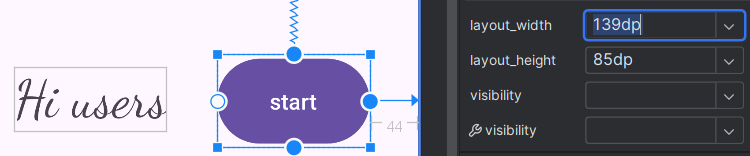 Hi users
start
44
layout_width 139dp
layout_height 85dp
visibility
visibility